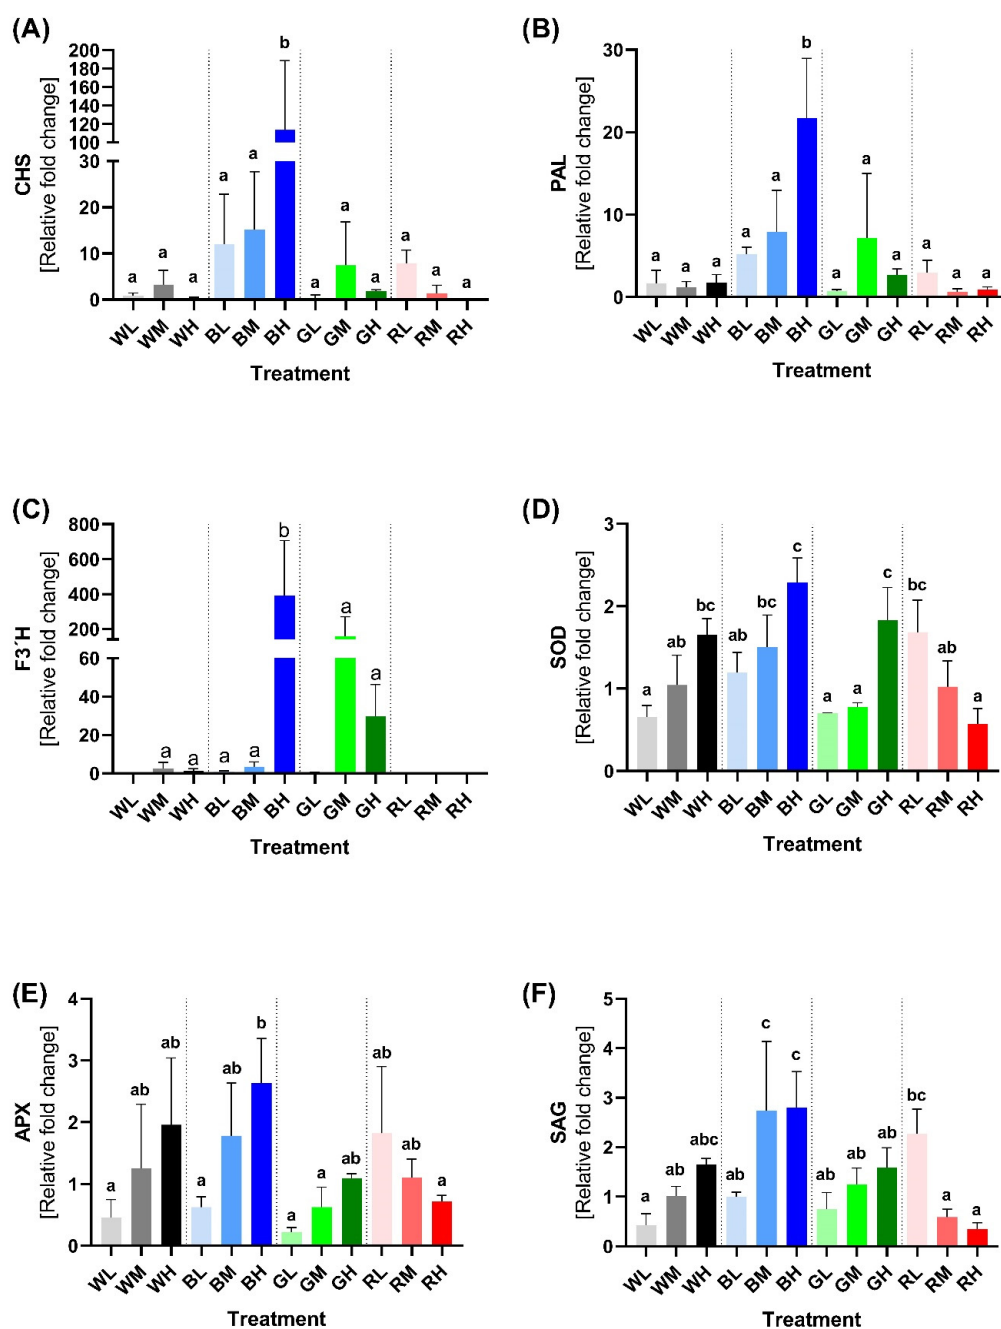 (A)
CHS
[Relative fold change]
200
180
160
140
120
100
30
20
10
0
a a a a a b a a a a a a
WL WM WH BL BM BH GL GM GH RL RM RH
Treatment
(B)
PAL
[Relative fold change]
30
20
10
0
a a a a a b a a a a a a
WL WM WH BL BM BH GL GM GH RL RM RH
Treatment
(C)
F3´H
[Relative fold change]
800
600
400
200
60
40
20
0
a a a a b a a
WL WM WH BL BM BH GL GM GH RL RM RH
Treatment
(D)
SOD
[Relative fold change]
3
2
1
0
a ab bc ab bc c a a c bc ab a
WL WM WH BL BM BH GL GM GH RL RM RH
Treatment
(E)
APX
[Relative fold change]
4
3
2
1
0
a ab ab a ab b a a ab ab ab a
WL WM WH BL BM BH GL GM GH RL RM RH
Treatment
(F)
SAG
[Relative fold change]
5
4
3
2
1
0
a ab abc ab c c ab ab ab bc a a
WL WM WH BL BM BH GL GM GH RL RM RH
Treatment